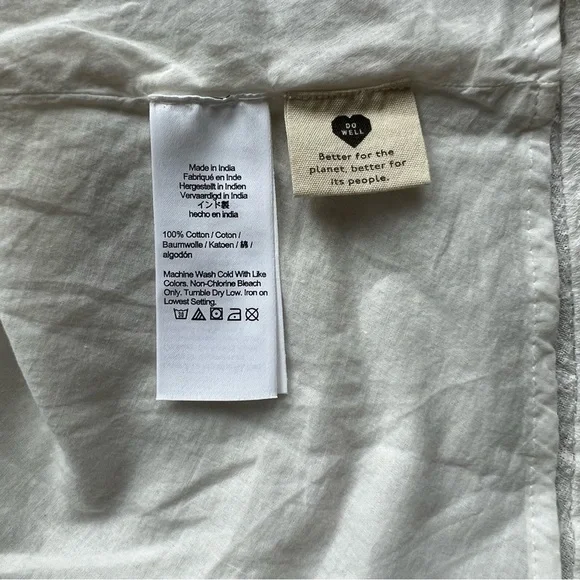 Made in India
Fabriqué en Inde
Hergestellt in Indien
Vervaardigd in India
インド製
hecho en india
100% Cotton / Coton /
Baumwolle / Katoen / 綿 /
algodón
Machine Wash Cold With Like
Colors. Non-Chlorine Bleach
Only. Tumble Dry Low. Iron on
Lowest Setting.
DO
WELL
Better for the
planet, better for
its people.